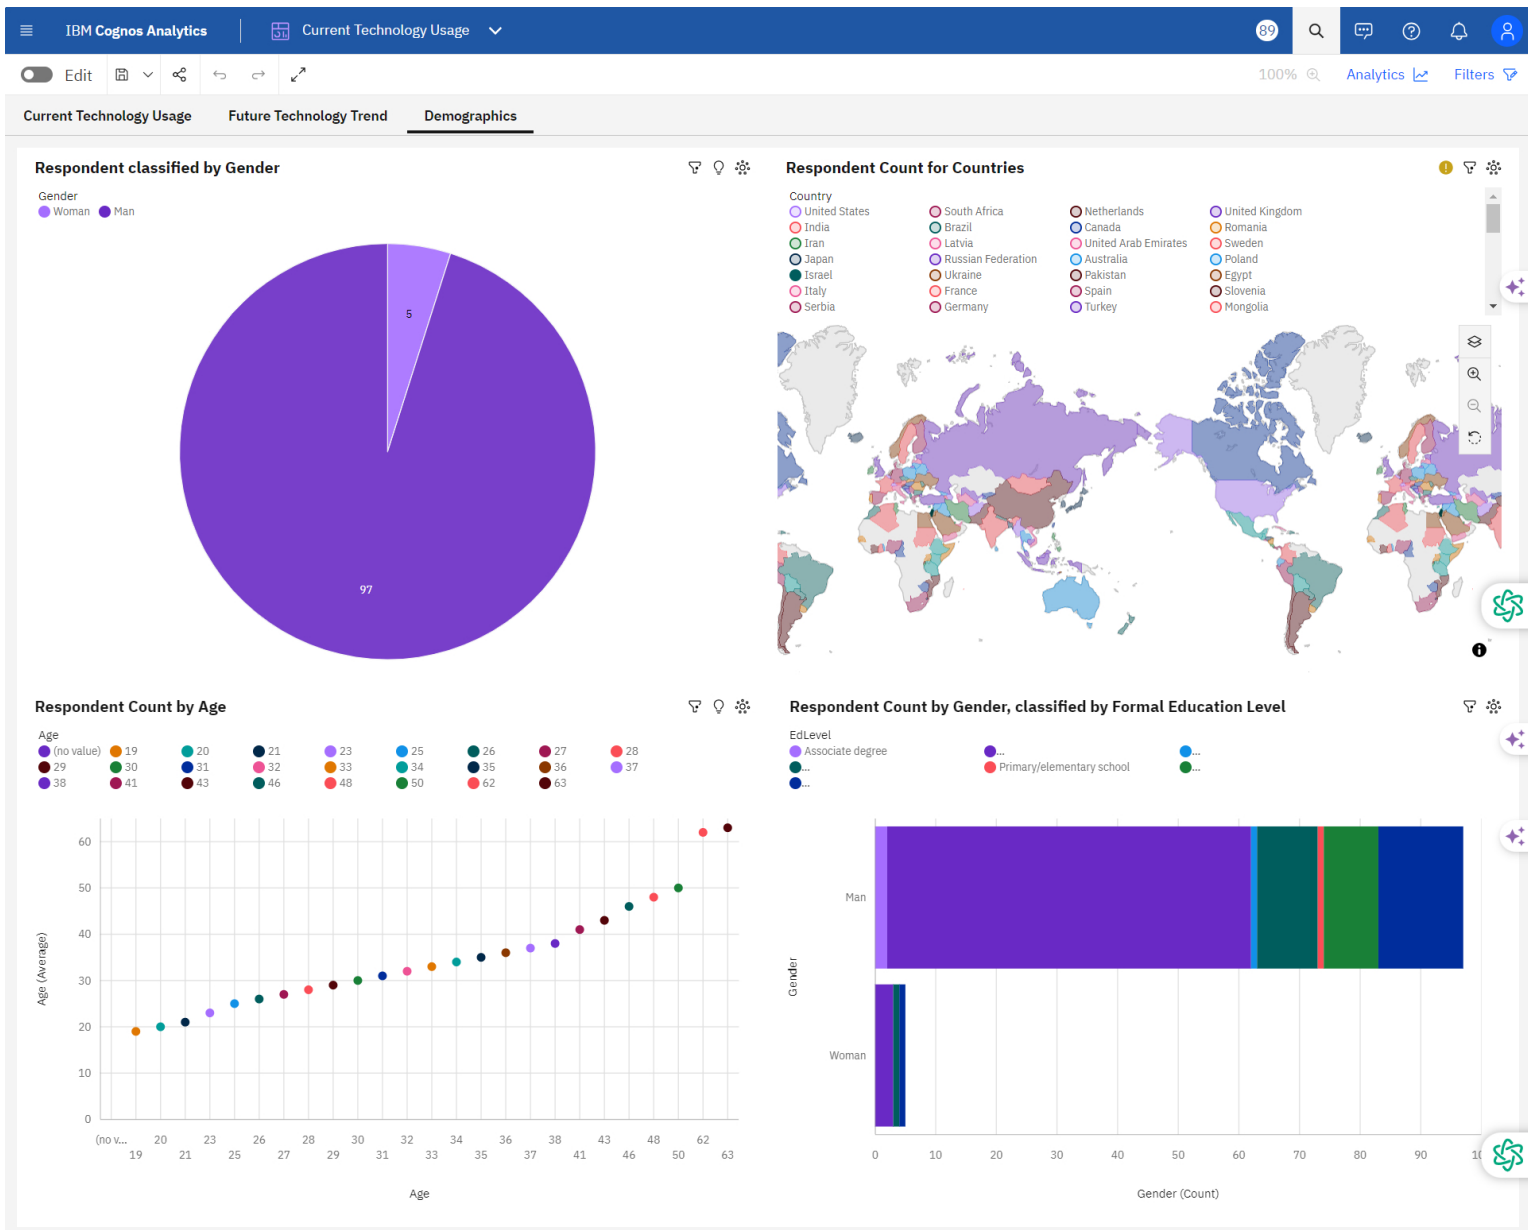 IBM Cognos Analytics
Current Technology Usage
89
Edit
100%
Analytics
Filters
Current Technology Usage
Future Technology Trend
Demographics
Respondent classified by Gender
Gender
Woman Man
5
97
Respondent Count for Countries
Country
United States South Africa Netherlands United Kingdom
India Brazil Canada Romania
Iran Latvia United Arab Emirates Sweden
Japan Russian Federation Australia Poland
Israel Ukraine Pakistan Egypt
Italy France Spain Slovenia
Serbia Germany Turkey Mongolia
Respondent Count by Age
Age
(no value) 19 20 21 23 25 26 27 28
29 30 31 32 33 34 35 36 37
38 41 43 46 48 50 62 63
Age (Average)
60
50
40
30
20
10
0
(no v... 20 23 26 28 30 32 34 36 38 43 48 62
19 21 25 27 29 31 33 35 37 41 46 50 63
Age
Respondent Count by Gender, classified by Formal Education Level
EdLevel
Associate degree ... ...
... Primary/elementary school ...
...
Gender
Man
Woman
0 10 20 30 40 50 60 70 80 90
Gender (Count)